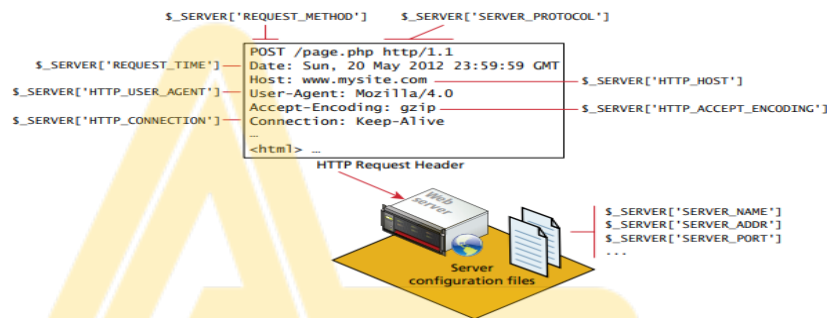 $_SERVER['REQUEST_METHOD'] $_SERVER['SERVER_PROTOCOL']
POST /page.php http/1.1
$_SERVER['REQUEST_TIME'] Date: Sun, 20 May 2012 23:59:59 GMT
Host: www.mysite.com $_SERVER['HTTP_HOST']
$_SERVER['HTTP_USER_AGENT'] User-Agent: Mozilla/4.0
Accept-Encoding: gzip $_SERVER['HTTP_ACCEPT_ENCODING']
$_SERVER['HTTP_CONNECTION'] Connection: Keep-Alive
…
<html> …
HTTP Request Header
Web
server
$_SERVER['SERVER_NAME']
$_SERVER['SERVER_ADDR']
$_SERVER['SERVER_PORT']
...
Server
configuration files